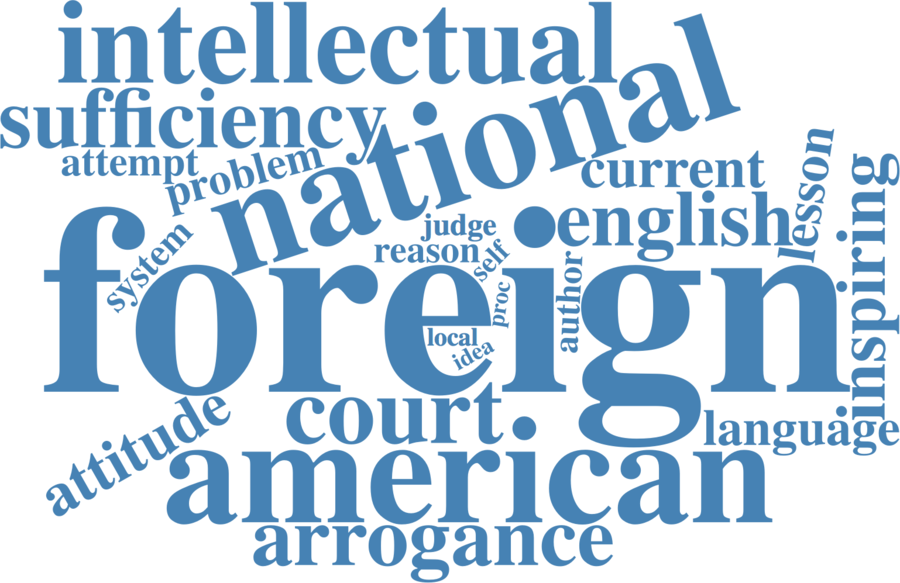 intellectual
national
sufficiency
attempt
problem
current
lesson
inspiring
english
judge
reason
self
system
foreign
proc
author
local
idea
attitude
court
language
american
arrogance